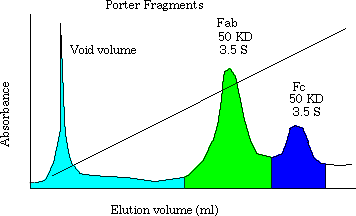 Porter Fragments
Fab
50 KD
3.5 S
Void volume
Fc
50 KD
3.5 S
Absorbance
Elution volume (ml)